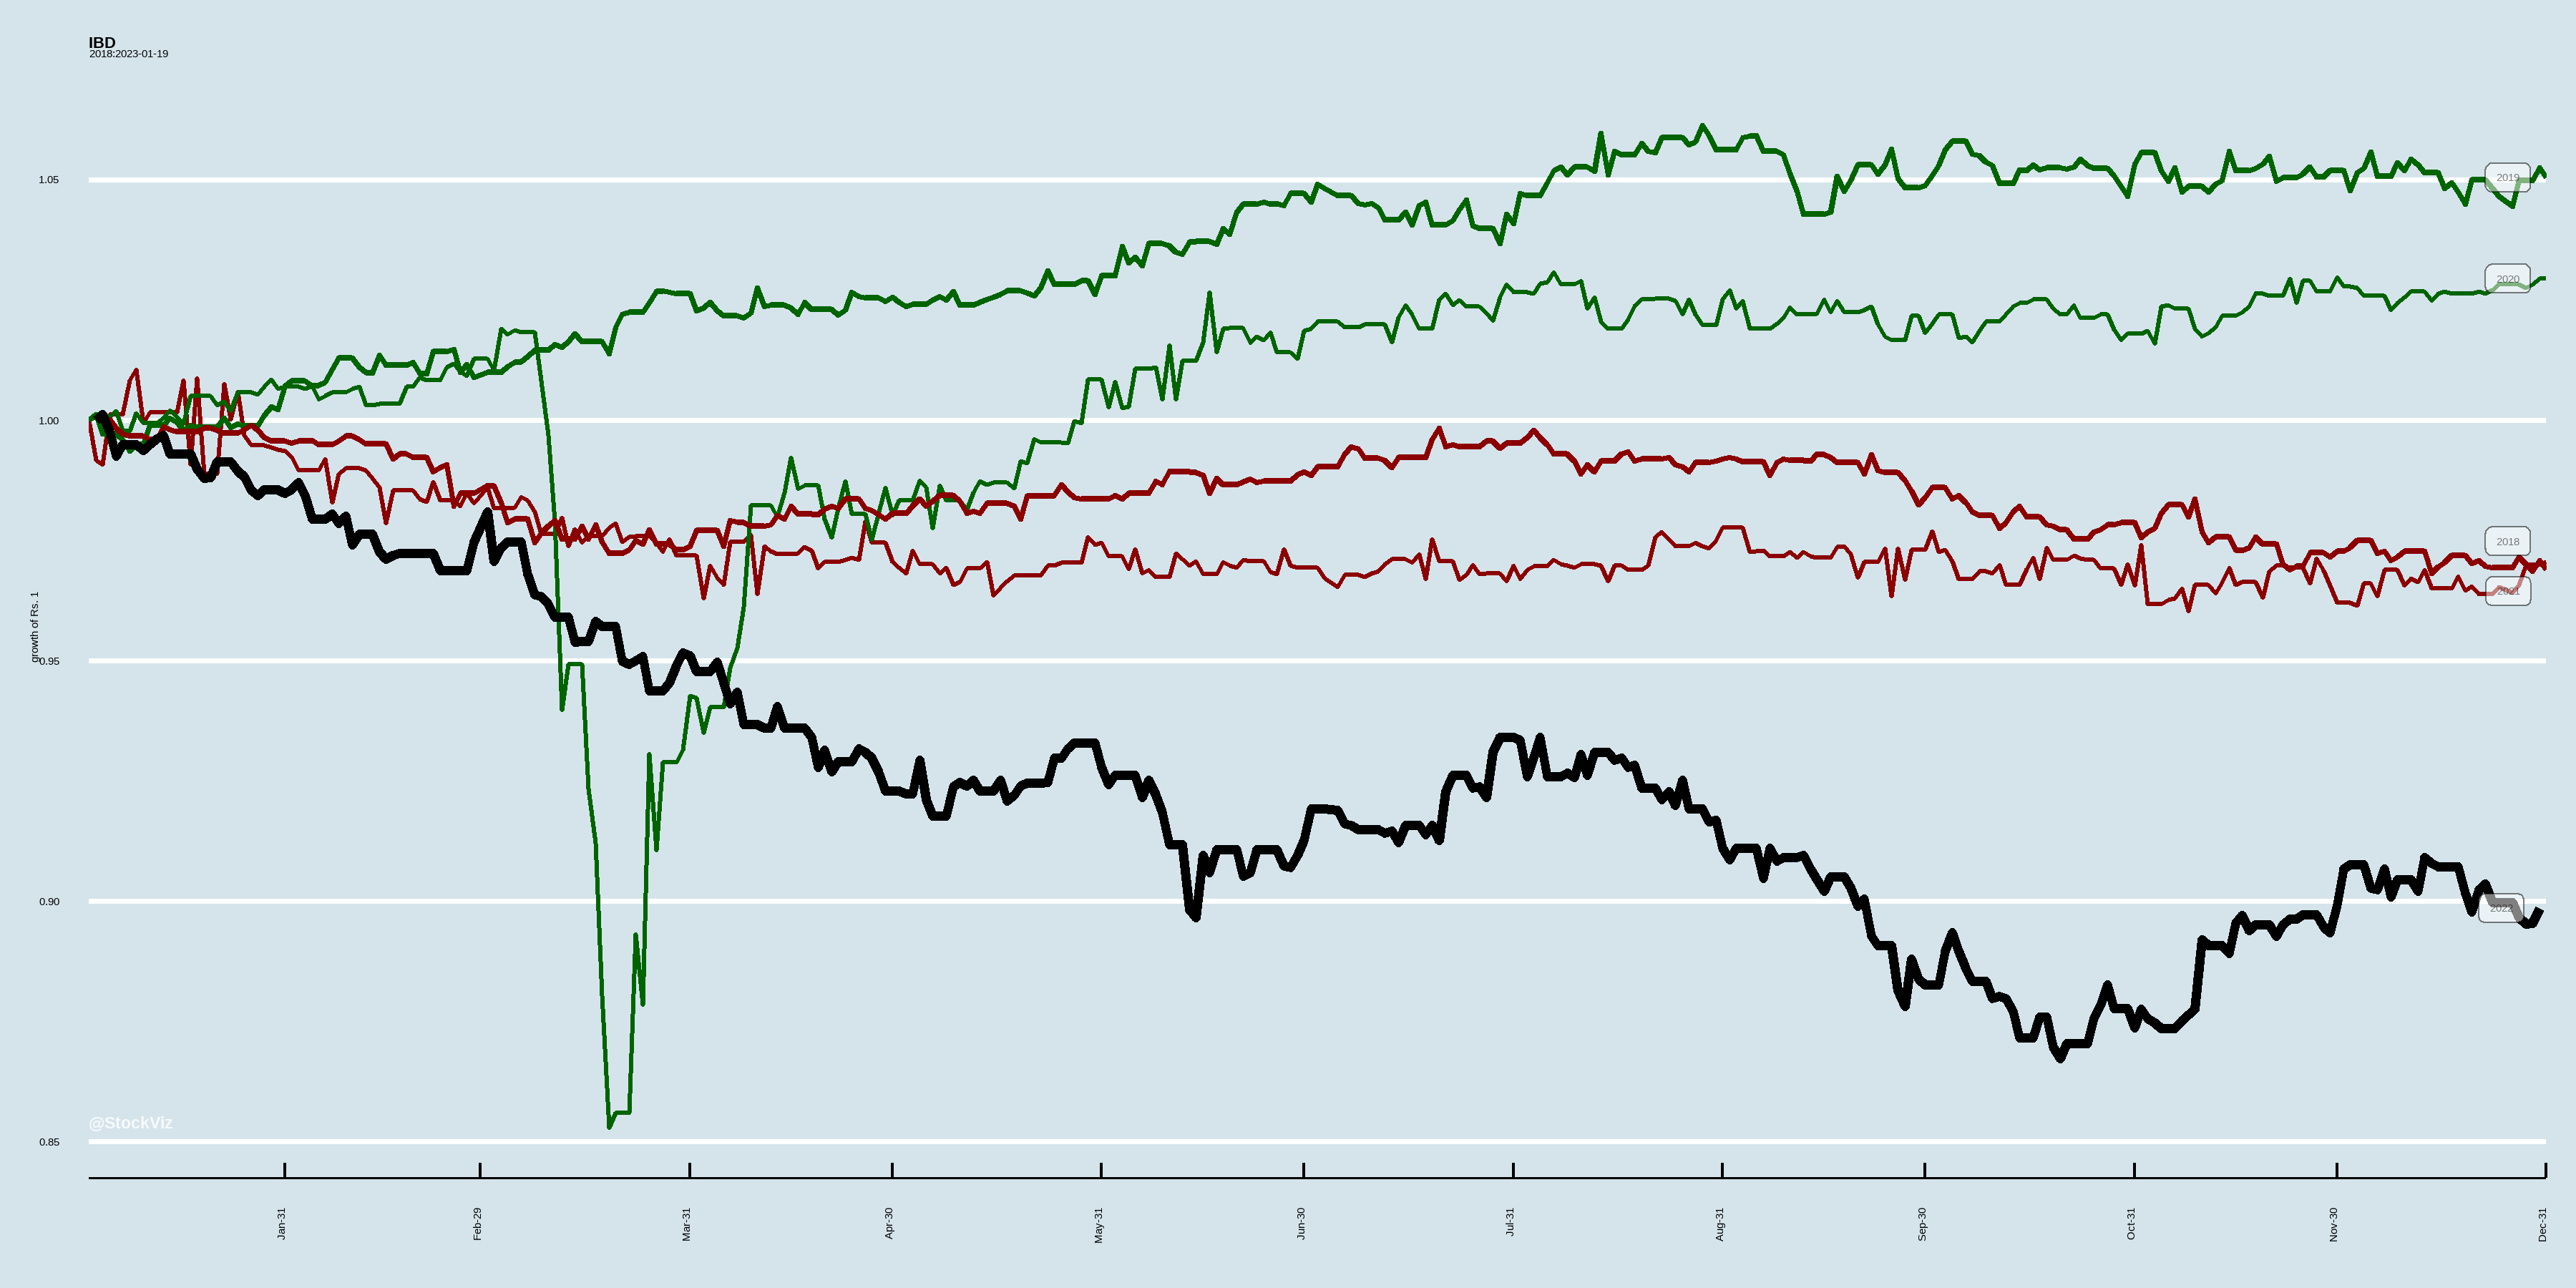 IBD
2018:2023-01-19
1.05
1.00
0.95
0.90
0.85
growth of Rs. 1
2019
2020
2018
2021
2022
@StockViz
Jan-31
Feb-29
Mar-31
Apr-30
May-31
Jun-30
Jul-31
Aug-31
Sep-30
Oct-31
Nov-30
Dec-31